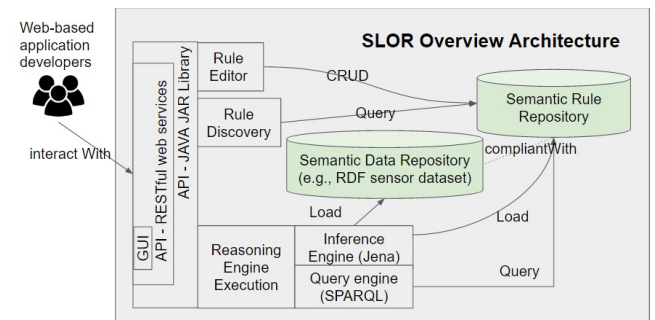 Web-based
application
developers
SLOR Overview Architecture
interact With
GUI
API - RESTful web services
API - JAVA JAR Library
Rule
Editor
CRUD
Rule
Discovery
Query
Semantic Rule
Repository
Semantic Data Repository
(e.g., RDF sensor dataset)
compliantWith
Load
Load
Reasoning
Engine
Execution
Inference
Engine (Jena)
Query engine
(SPARQL)
Query